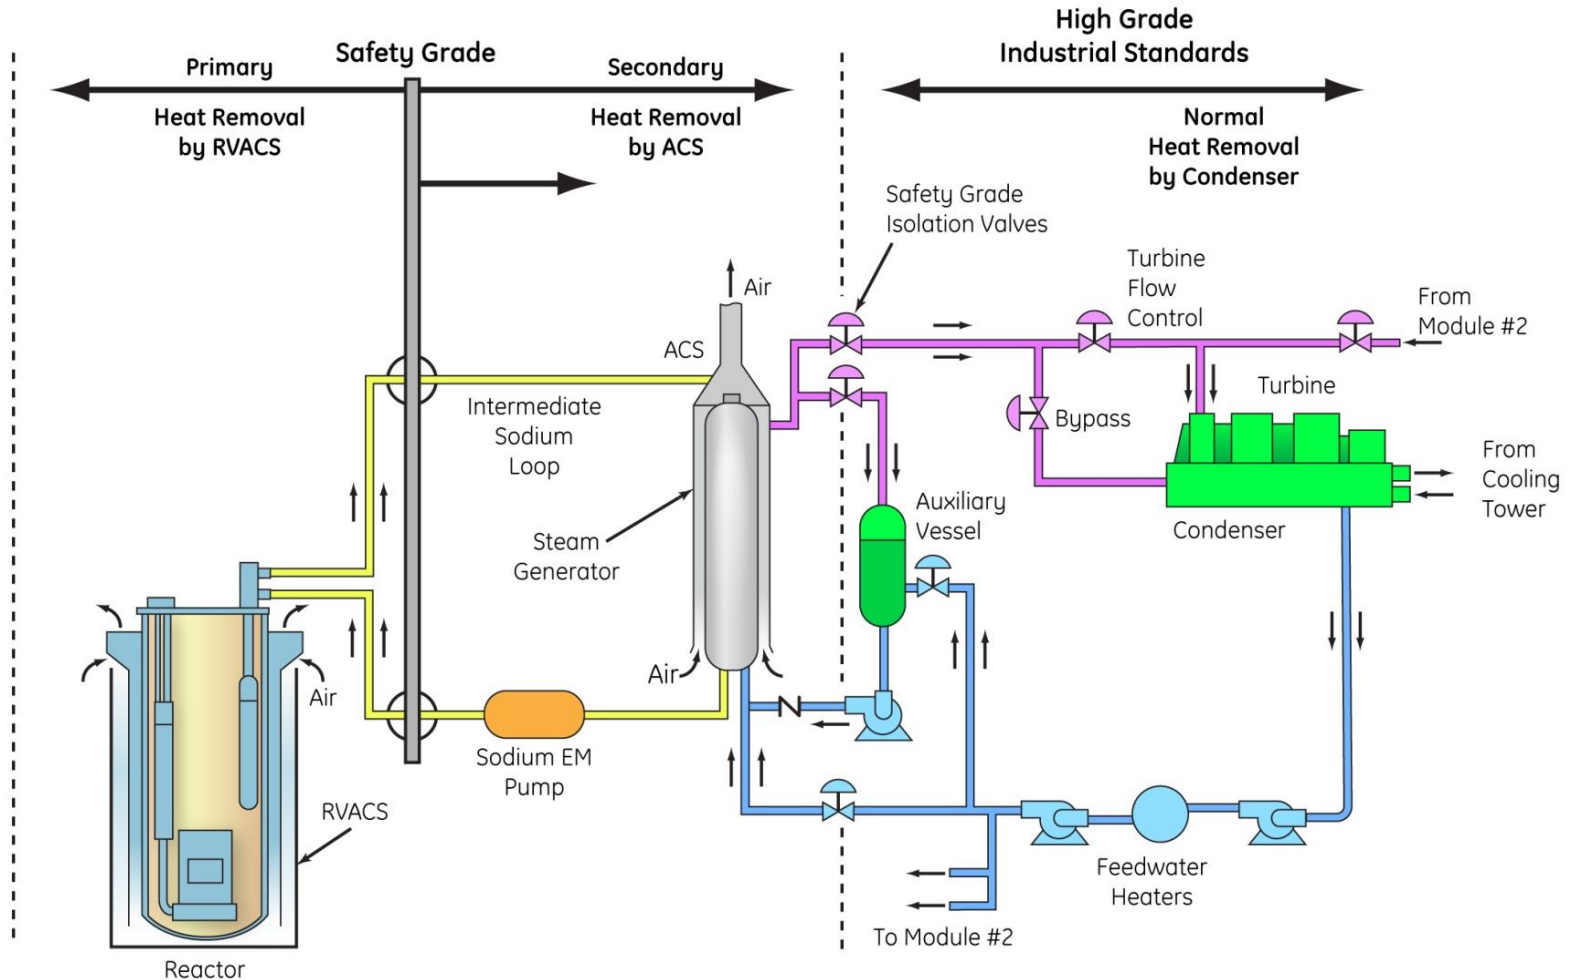 High Grade
Industrial Standards
Safety Grade
Primary
Secondary
Heat Removal
by RVACS
Heat Removal
by ACS
Normal
Heat Removal
by Condenser
Safety Grade
Isolation Valves
Turbine
Flow
Control
From
Module #2
Air
ACS
Intermediate
Sodium
Loop
Turbine
Bypass
From
Cooling
Tower
Auxiliary
Vessel
Condenser
Steam
Generator
Air
Air
Sodium EM
Pump
RVACS
Feedwater
Heaters
To Module #2
Reactor